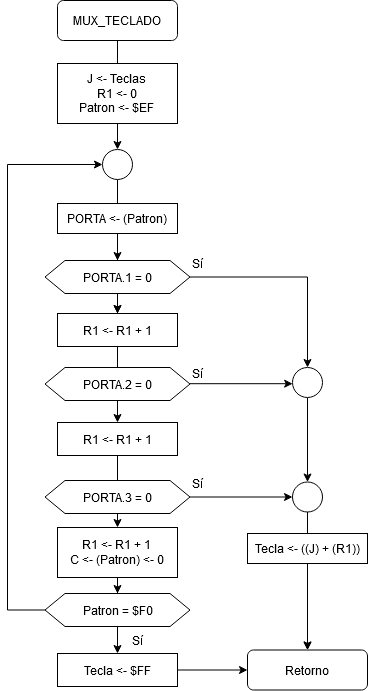 MUX_TECLADO
J <- Teclas
R1 <- 0
Patron <- $EF
PORTA <- (Patron)
PORTA.1 = 0
Sí
R1 <- R1 + 1
PORTA.2 = 0
Sí
R1 <- R1 + 1
PORTA.3 = 0
Sí
R1 <- R1 + 1
C <- (Patron) <- 0
Tecla <- ((J) + (R1))
Patron = $F0
Sí
Tecla <- $FF
Retorno